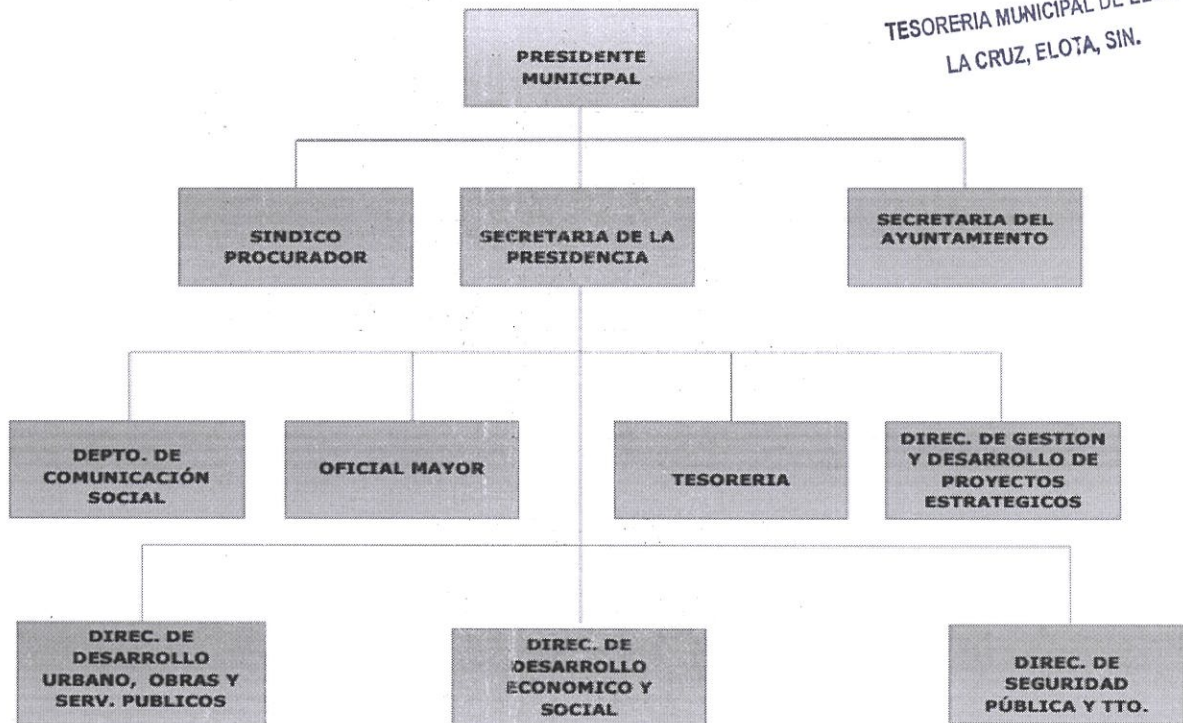 TESORERIA MUNICIPAL DE
LA CRUZ, ELOTA, SIN.
PRESIDENTE
MUNICIPAL
SINDICO
PROCURADOR
SECRETARIA DE LA
PRESIDENCIA
SECRETARIA DEL
AYUNTAMIENTO
DEPTO. DE
COMUNICACIÓN
SOCIAL
OFICIAL MAYOR
TESORERIA
DIREC. DE GESTION
Y DESARROLLO DE
PROYECTOS
ESTRATEGICOS
DIREC. DE
DESARROLLO
URBANO, OBRAS Y
SERV. PUBLICOS
DIREC. DE
DESARROLLO
ECONOMICO Y
SOCIAL
DIREC. DE
SEGURIDAD
PÚBLICA Y TTO.